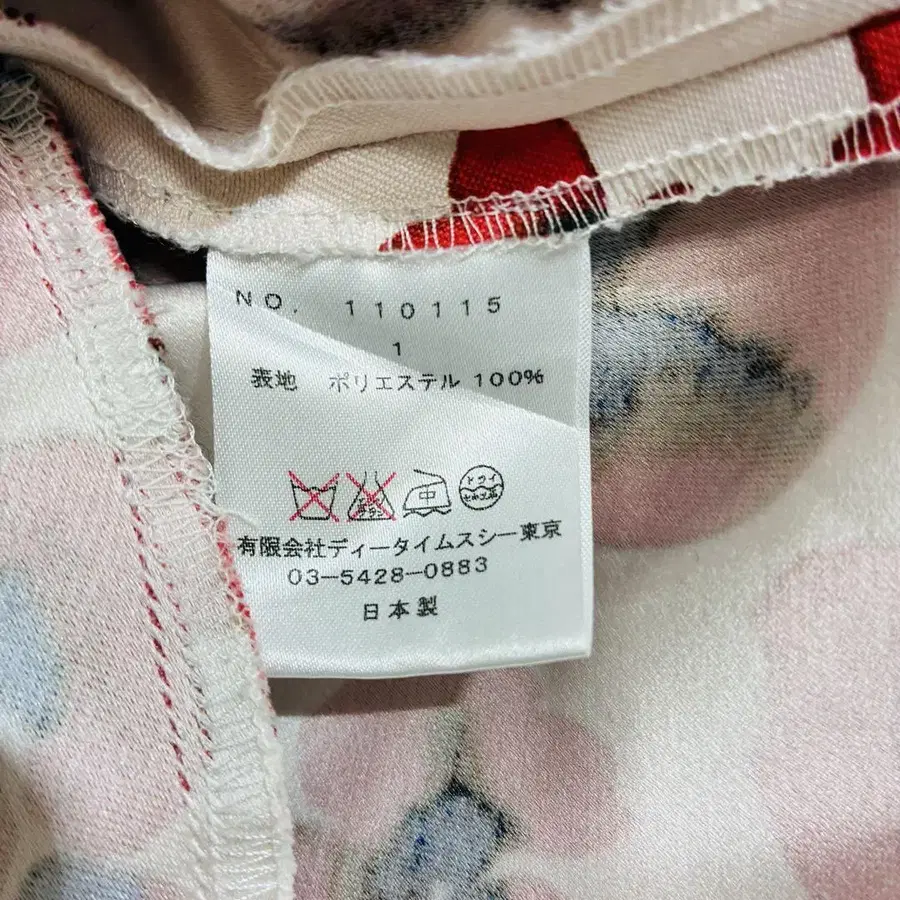 NO. 110115
1
表地 ポリエステル 100%
中 ドライ
有限会社ディータイムスシー東京
03-5428-0883
日本製